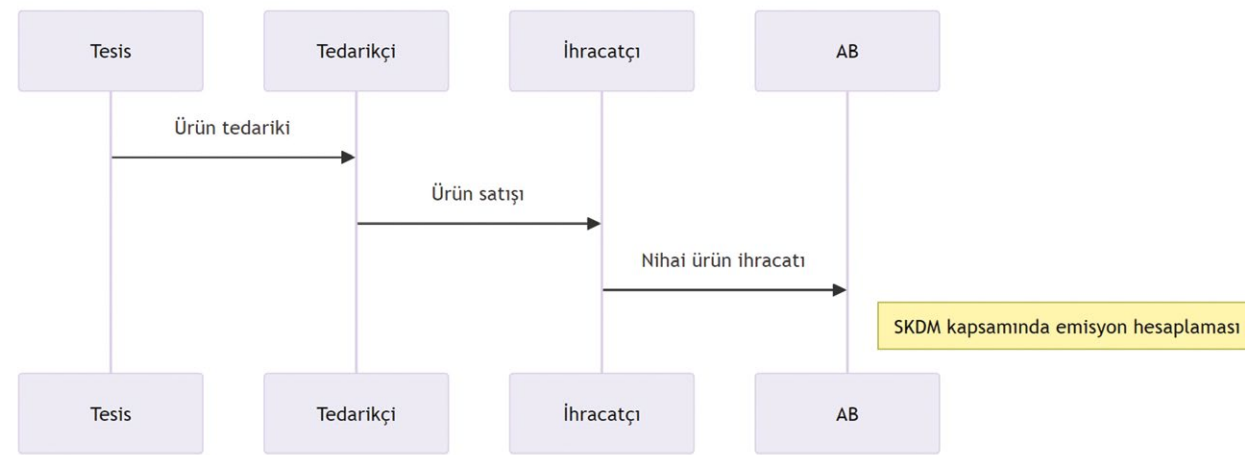 Tesis
Tedarikçi
İhracatçı
AB
Ürün tedariki
Ürün satışı
Nihai ürün ihracatı
SKDM kapsamında emisyon hesaplaması
Tesis
Tedarikçi
İhracatçı
AB